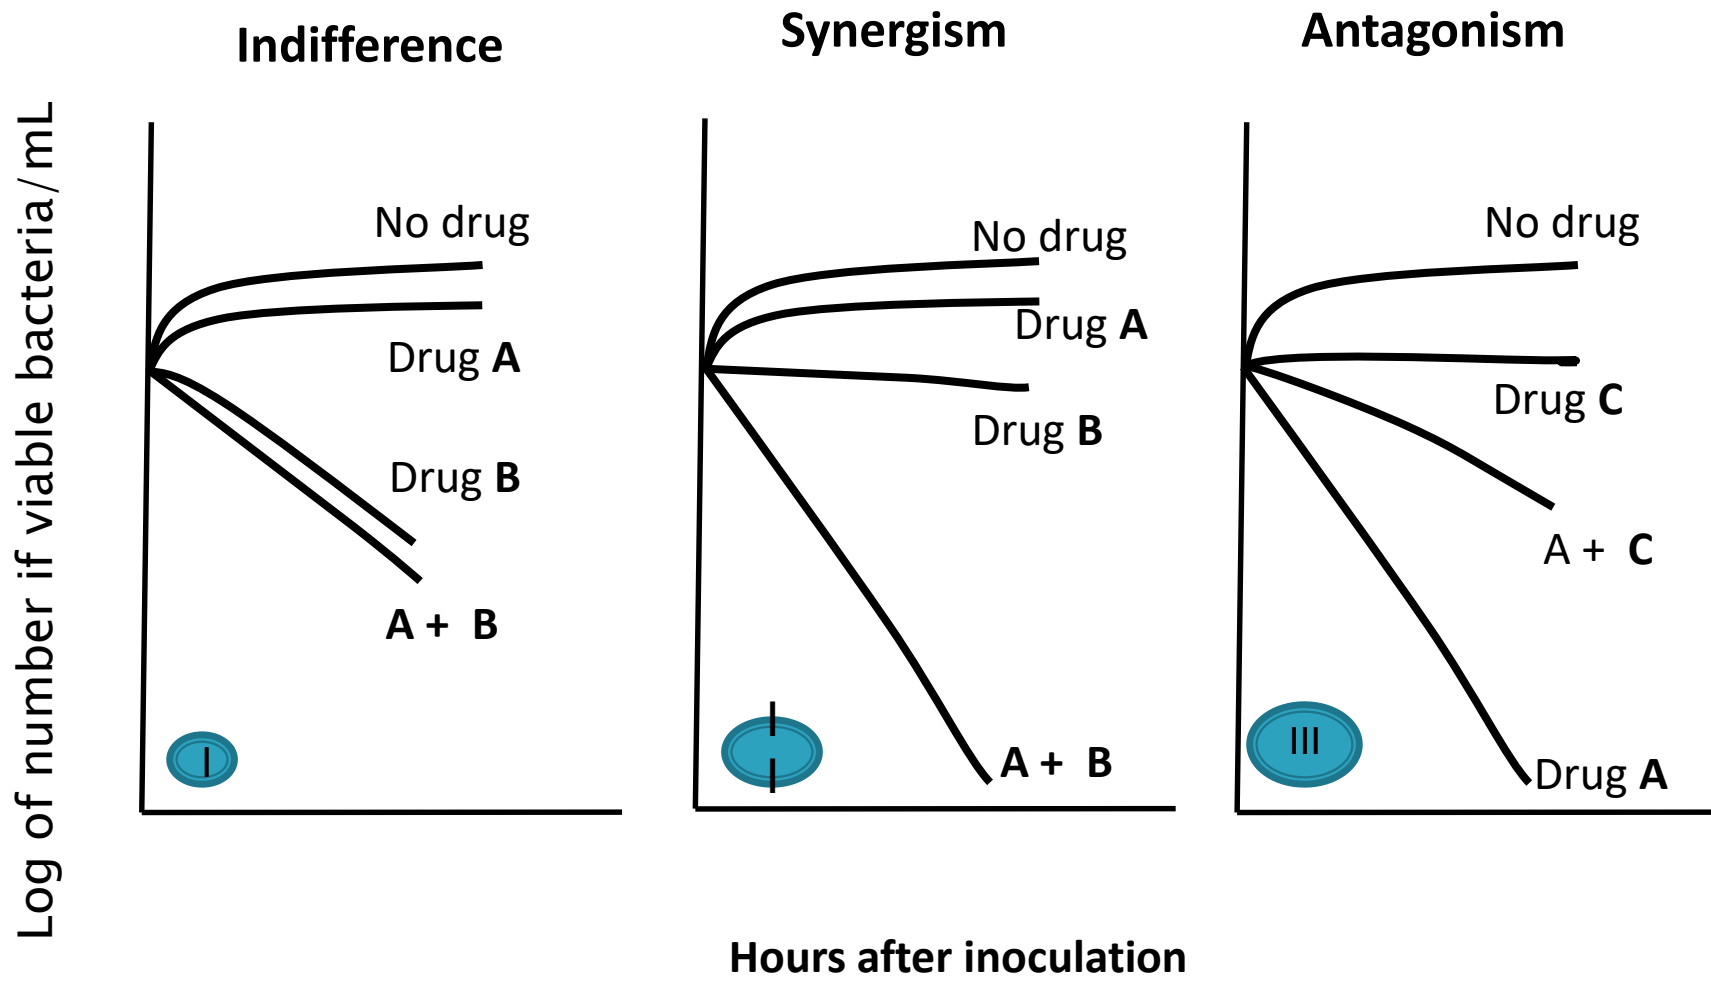 Indifference
Synergism
Antagonism
Log of number if viable bacteria/mL
No drug
Drug A
Drug B
A + B
I
No drug
Drug A
Drug B
A + B
I
I
No drug
Drug C
A + C
Drug A
III
Hours after inoculation